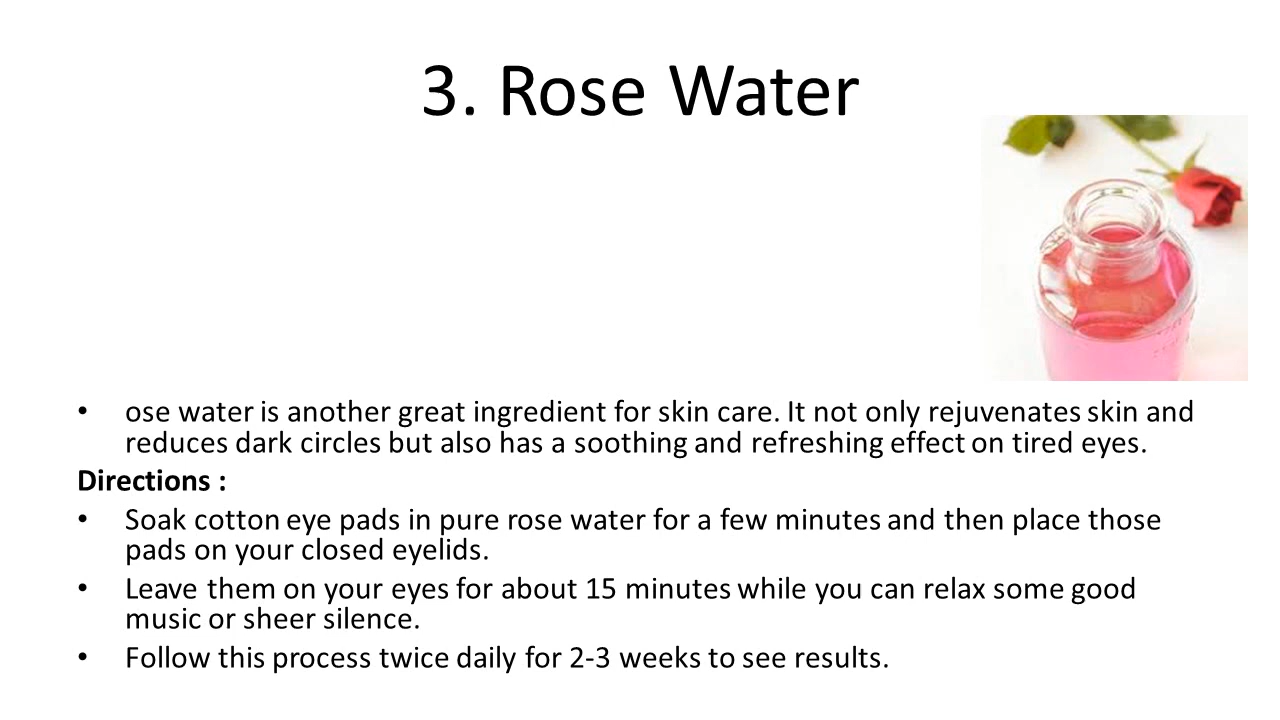 3. Rose Water
• ose water is another great ingredient for skin care. It not only rejuvenates skin and
reduces dark circles but also has a soothing and refreshing effect on tired eyes.
Directions :
• Soak cotton eye pads in pure rose water for a few minutes and then place those
pads on your closed eyelids.
• Leave them on your eyes for about 15 minutes while you can relax some good
music or sheer silence.
• Follow this process twice daily for 2-3 weeks to see results.